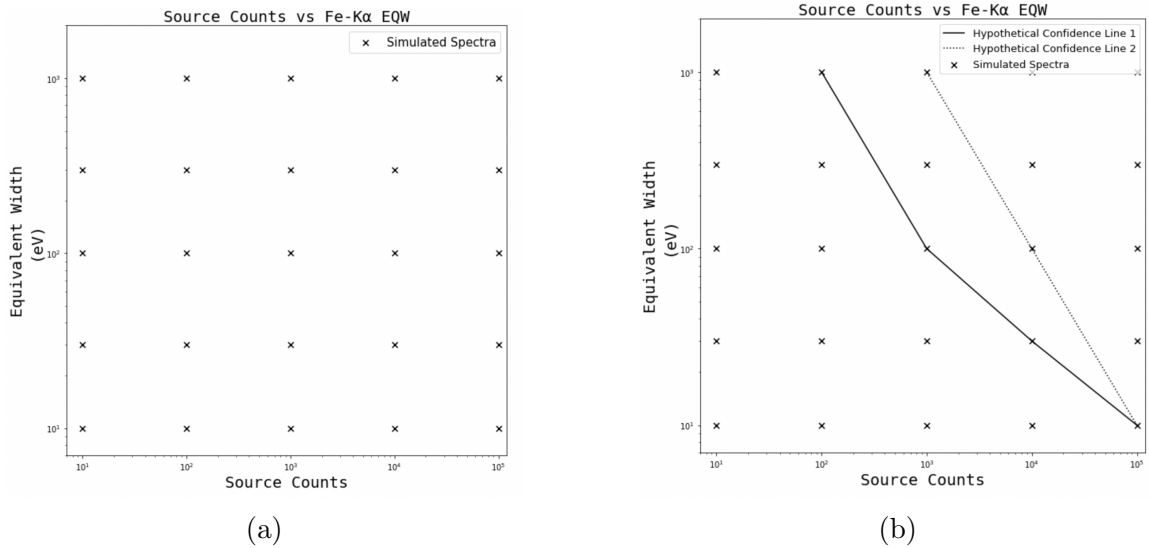 Source Counts vs Fe-Kα EQW
× Simulated Spectra
10³
10²
10¹
Equivalent Width
(eV)
10¹ 10² 10³ 10⁴ 10⁵
Source Counts
(a)
Source Counts vs Fe-Kα EQW
Hypothetical Confidence Line 1
Hypothetical Confidence Line 2
× Simulated Spectra
10³
10²
10¹
Equivalent Width
(eV)
10¹ 10² 10³ 10⁴ 10⁵
Source Counts
(b)